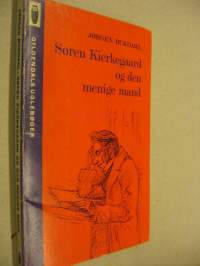 JØRGEN BUKDAHL
Søren Kierkegaard
og den
menige mand
GYLDENDALS UGLEBØGER